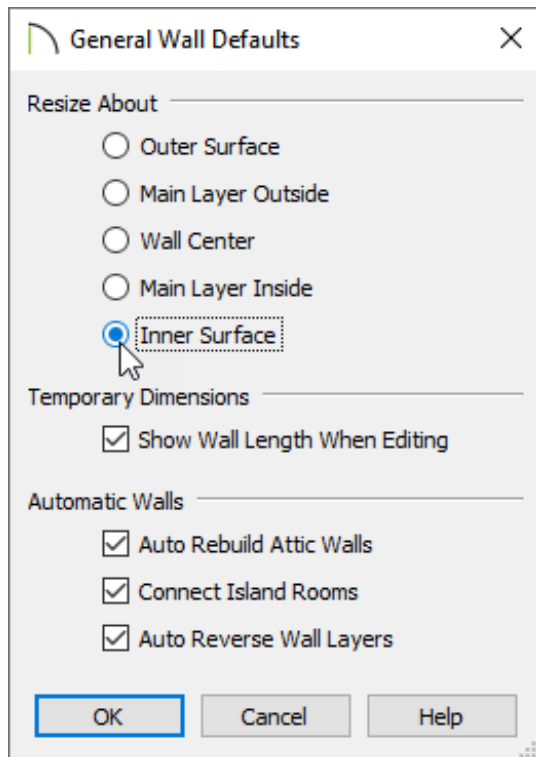 General Wall Defaults
Resize About
Outer Surface
Main Layer Outside
Wall Center
Main Layer Inside
Inner Surface
Temporary Dimensions
Show Wall Length When Editing
Automatic Walls
Auto Rebuild Attic Walls
Connect Island Rooms
Auto Reverse Wall Layers
OK Cancel Help